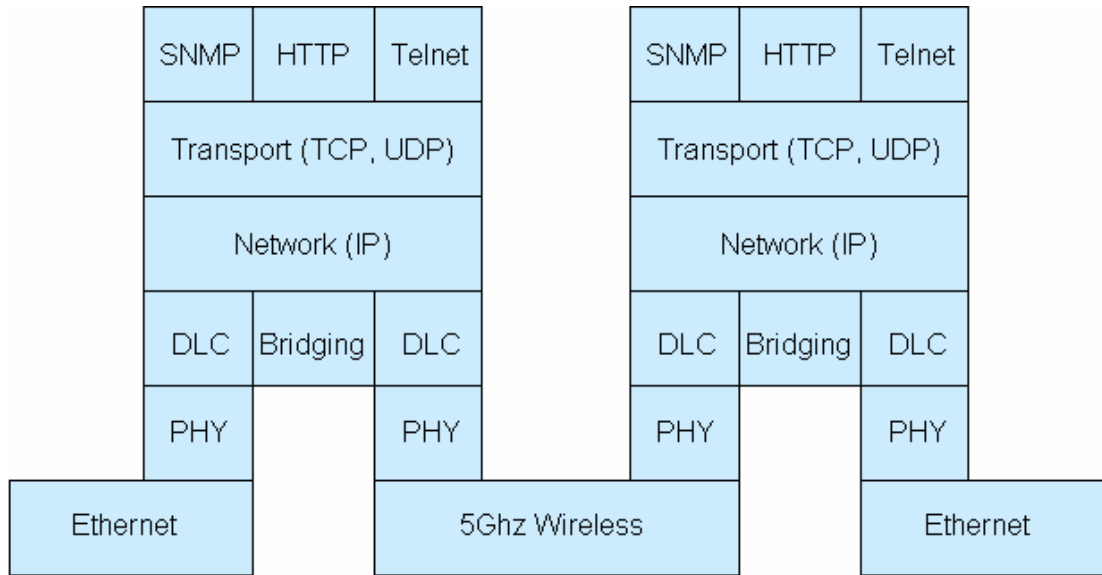 SNMP HTTP Telnet SNMP HTTP Telnet
Transport (TCP, UDP) Transport (TCP, UDP)
Network (IP) Network (IP)
DLC Bridging DLC DLC Bridging DLC
PHY PHY PHY PHY
Ethernet 5Ghz Wireless Ethernet